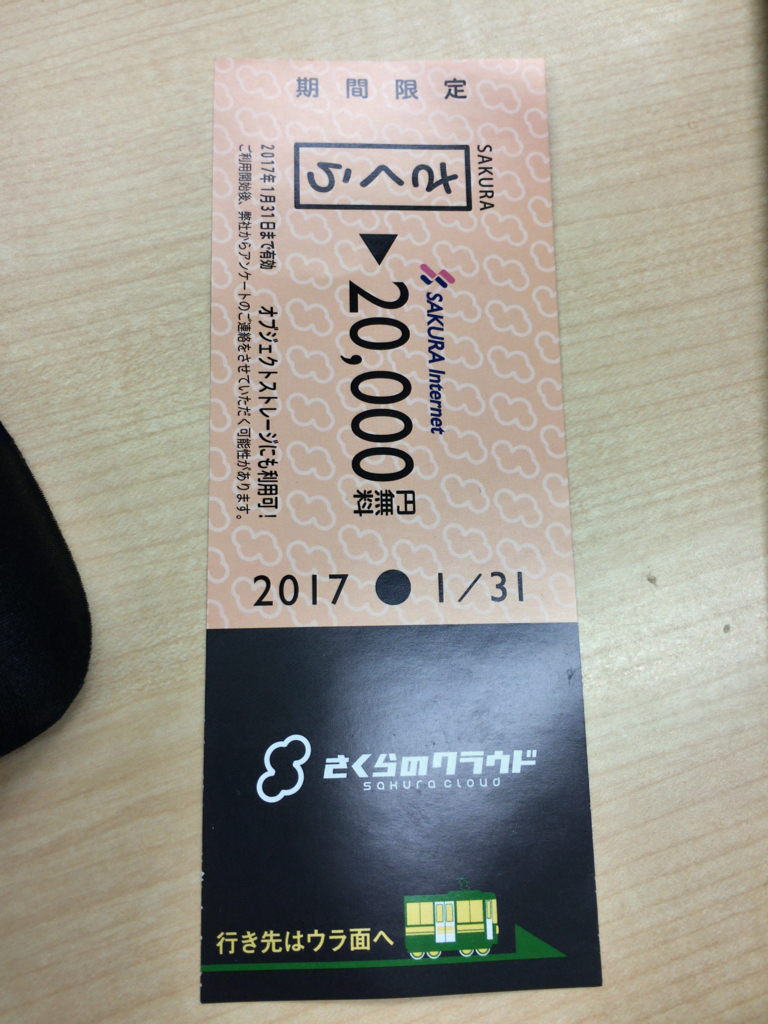 期間限定
SAKURA
さくら
SAKURA Internet
▶20,000円無料
2017年1月31日まで有効 オブジェクトストレージにも利用可！
ご利用開始後、弊社からアンケートのご連絡をさせていただく可能性があります。
2017 ● 1/31
さくらのクラウド
sakura cloud
行き先はウラ面へ